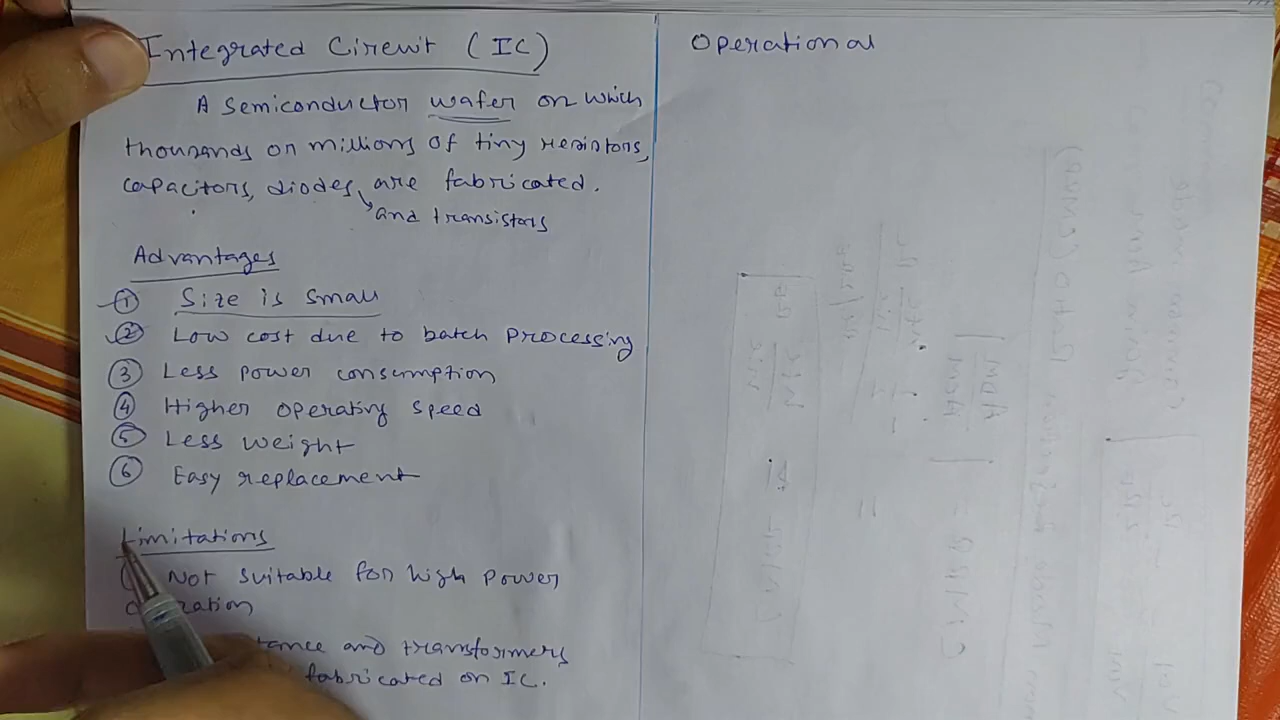 Integrated Circuit (IC)
A semiconductor wafer on which
thousands or millions of tiny resistors,
capacitors, diodes, are fabricated.
and transistors
Advantages
① Size is small
② Low cost due to batch processing
③ Less power consumption
④ Higher operating speed
⑤ Less weight
⑥ Easy replacement
Limitations
Not suitable for high power
and transformers
fabricated on IC.
Operational